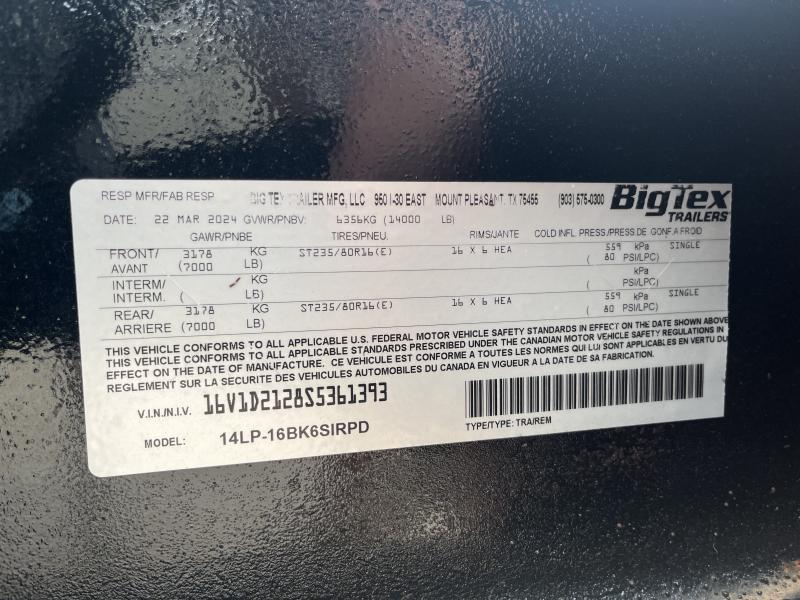 RESP MFR/FAB RESP BIG TEX TRAILER MFG, LLC 950 I-30 EAST MOUNT PLEASANT, TX 75455 (903) 575-0300 BigTex TRAILERS
DATE: 22 MAR 2024 GVWR/PNBV: 6356KG (14000 LB)
GAWR/PNBE TIRES/PNEU. RIMS/JANTE COLD INFL. PRESS/PRESS.DE GONF.A FROID
FRONT/ 3178 KG ST235/80R16(E) 16 X 6 HEA 559 kPa SINGLE
AVANT (7000 LB) ( 80 PSI/LPC)
INTERM/ KG kPa
INTERM. ( LB) ( PSI/LPC)
REAR/ 3178 KG ST235/80R16(E) 16 X 6 HEA 559 kPa SINGLE
ARRIERE (7000 LB) ( 80 PSI/LPC)
THIS VEHICLE CONFORMS TO ALL APPLICABLE U.S. FEDERAL MOTOR VEHICLE SAFETY STANDARDS IN EFFECT ON THE DATE SHOWN ABOVE
THIS VEHICLE CONFORMS TO ALL APPLICABLE STANDARDS PRESCRIBED UNDER THE CANADIAN MOTOR VEHICLE SAFETY REGULATIONS IN
EFFECT ON THE DATE OF MANUFACTURE. CE VEHICULE EST CONFORME A TOUTES LES NORMES QUI LUI SONT APPLICABLES EN VERTU DU
REGLEMENT SUR LA SECURITE DES VEHICULES AUTOMOBILES DU CANADA EN VIGUEUR A LA DATE DE SA FABRICATION.
V.I.N./N.I.V. 16V1D2128S5361393
MODEL: 14LP-16BK6SIRPD
TYPE/TYPE: TRA/REM